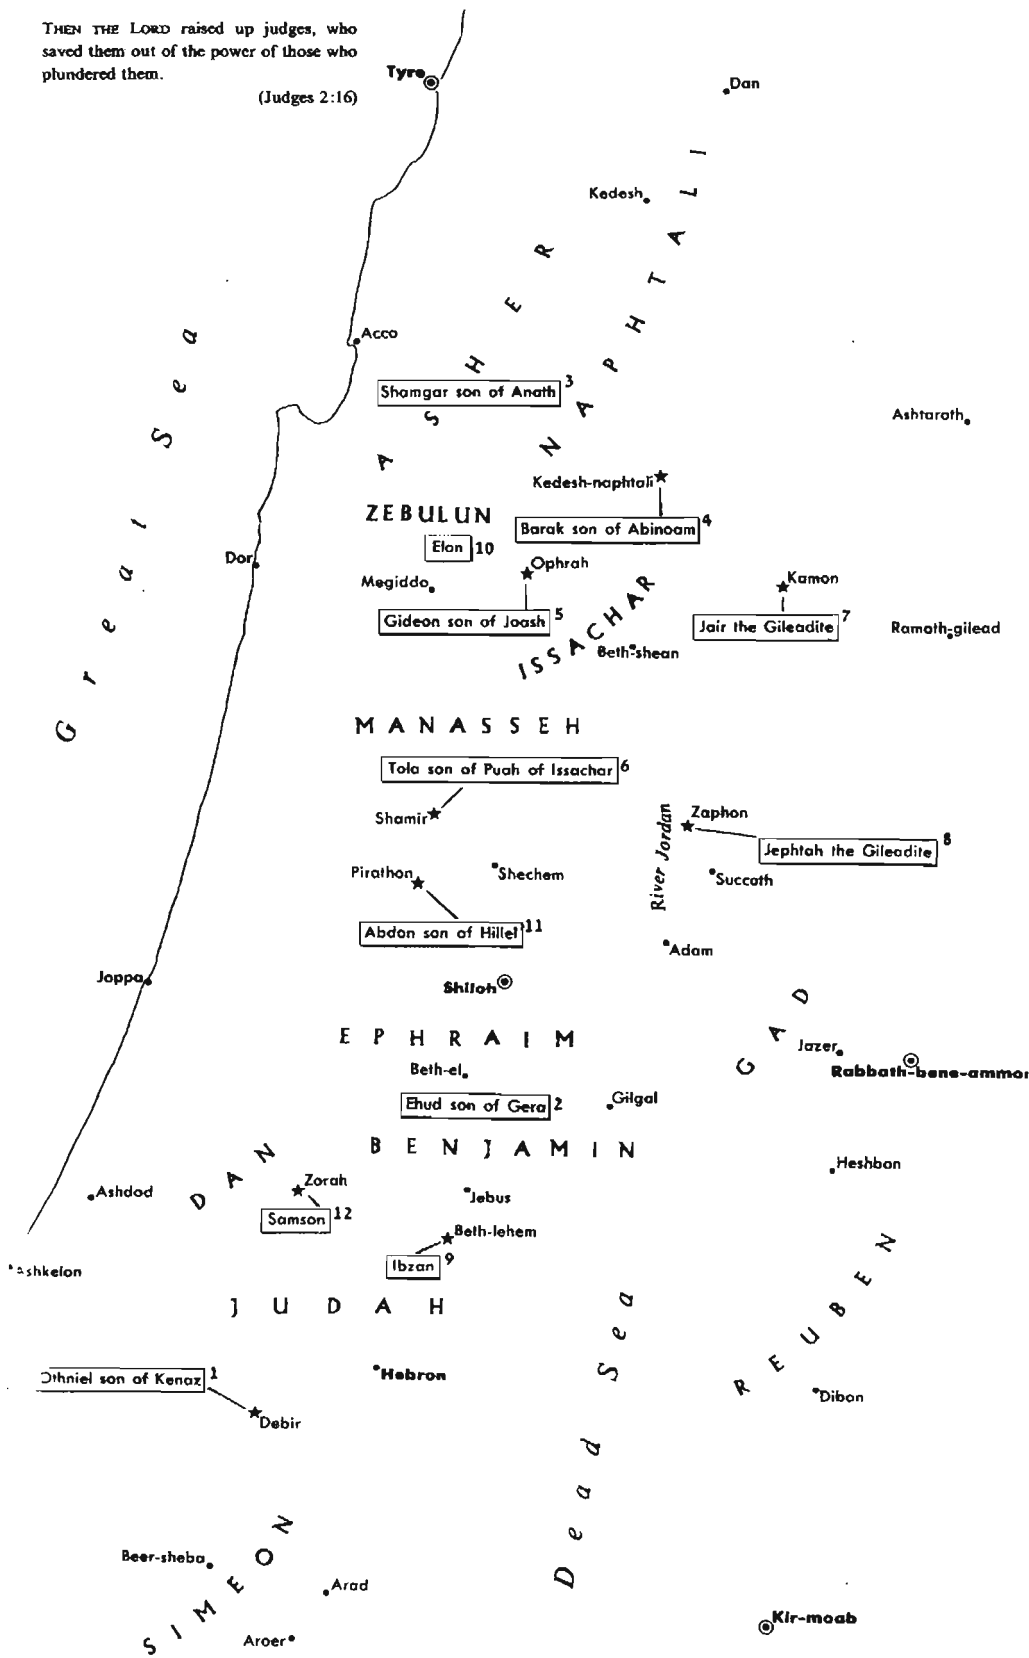 THEN THE LORD raised up judges, who
saved them out of the power of those who
plundered them.
(Judges 2:16)
Tyre
Dan
Kedesh
NAPHTALI
ASHER
Acco
Great Sea
Shamgar son of Anath 3
Ashtaroth
Kedesh-naphtali
ZEBULUN
Barak son of Abinoam 4
Elon 10
Dor
Ophrah
Megiddo
Kamon
Gideon son of Joash 5
ISSACHAR
Jair the Gileadite 7
Ramoth-gilead
Beth-shean
MANASSEH
Tola son of Puah of Issachar 6
Shamir
River Jordan
Zaphon
Jephtah the Gileadite 8
Pirathon
Shechem
Succoth
Abdon son of Hillel 11
Adam
Joppa
Shiloh
GAD
EPHRAIM
Jazer
Rabbath-bene-ammon
Beth-el
Ehud son of Gera 2
Gilgal
BENJAMIN
DAN
Heshbon
Zorah
Ashdod
Jebus
Samson 12
Beth-lehem
Ibzan 9
Ashkelon
REUBEN
JUDAH
Dead Sea
Othniel son of Kenaz 1
Hebron
Dibon
Debir
SIMEON
Beer-sheba
Arad
Aroer
Kir-moab